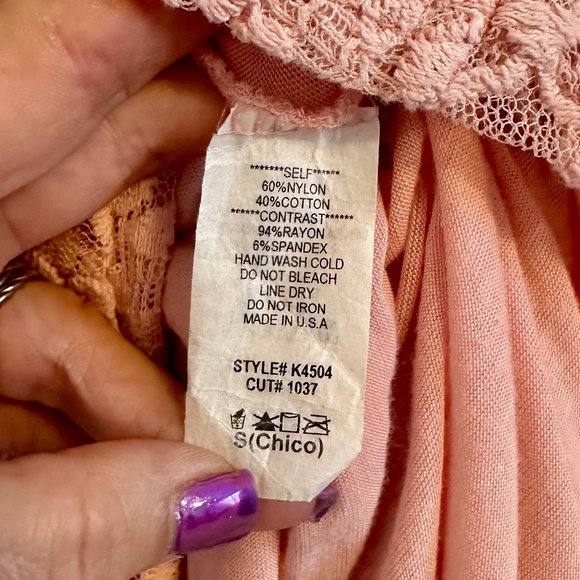 *******SELF******
60%NYLON
40%COTTON
******CONTRAST******
94%RAYON
6%SPANDEX
HAND WASH COLD
DO NOT BLEACH
LINE DRY
DO NOT IRON
MADE IN U.S.A
STYLE# K4504
CUT# 1037
S(Chico)